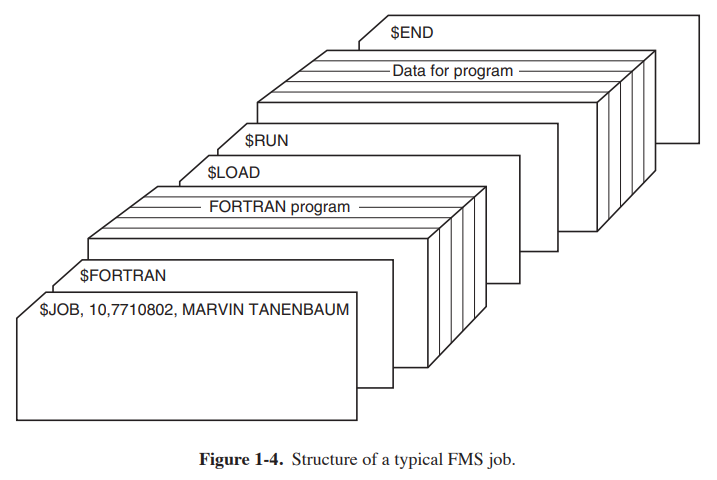 $END
Data for program
$RUN
$LOAD
FORTRAN program
$FORTRAN
$JOB, 10,7710802, MARVIN TANENBAUM
Figure 1-4. Structure of a typical FMS job.